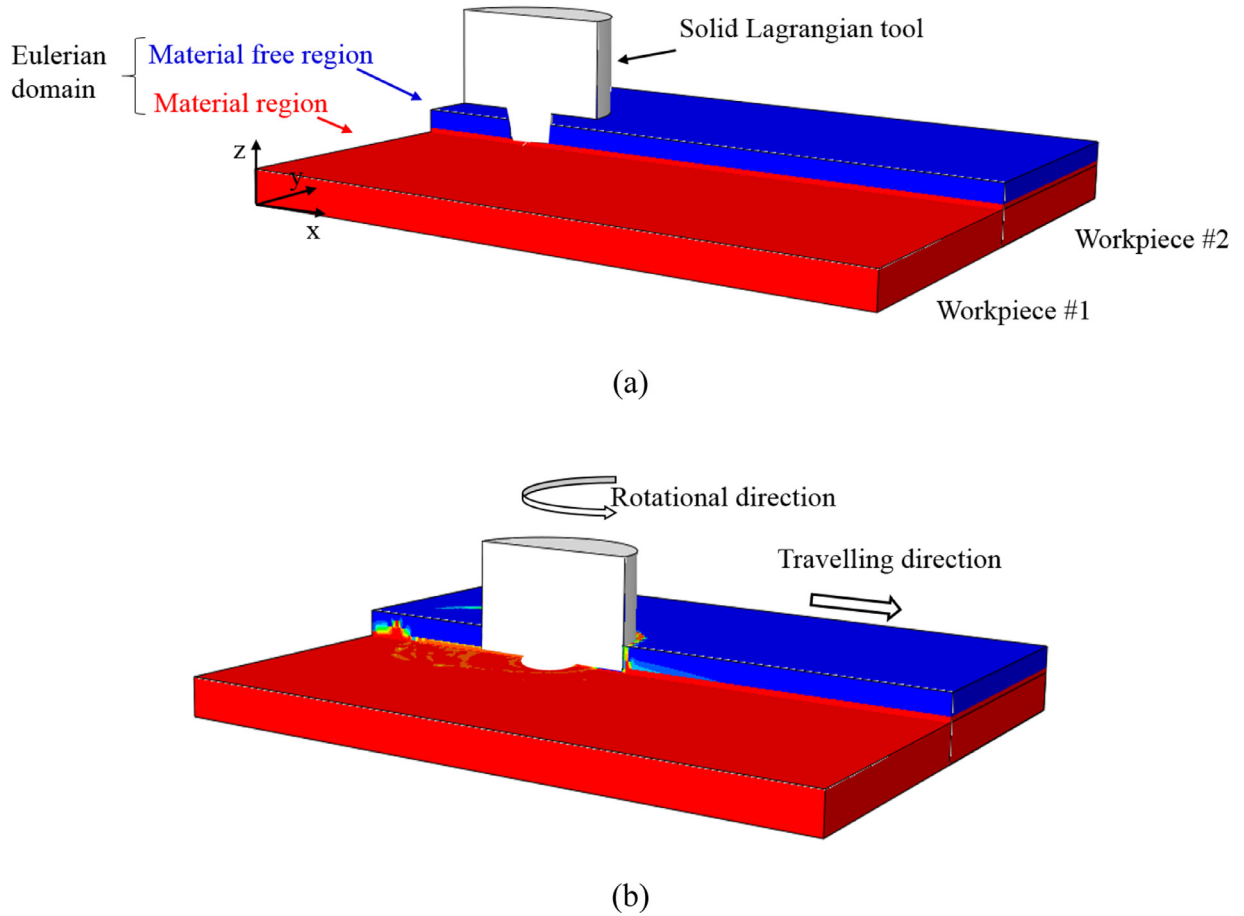 Solid Lagrangian tool
Eulerian
domain
Material free region
Material region
z
y
x
Workpiece #2
Workpiece #1
(a)
Rotational direction
Travelling direction
(b)